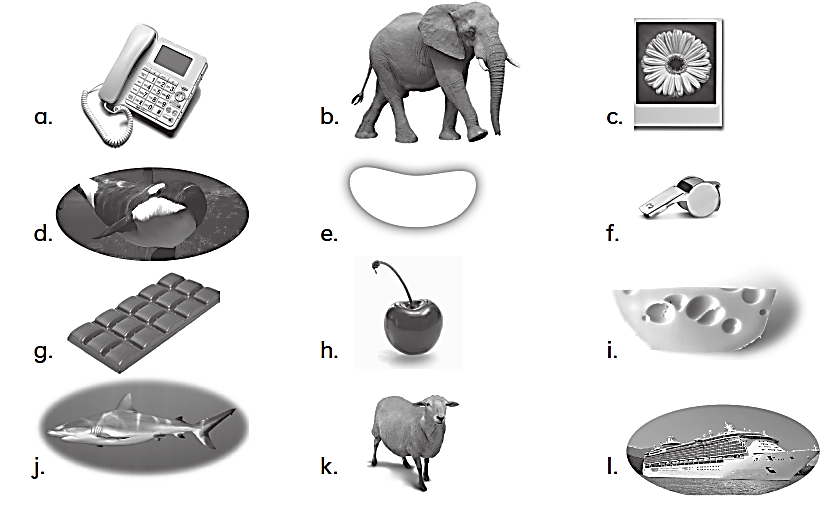 a. b. c.
d. e. f.
g. h. i.
j. k. l.